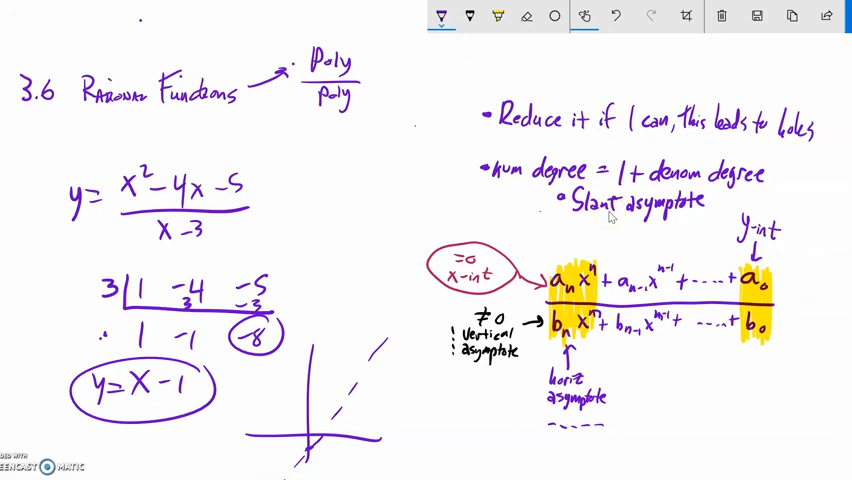 3.6 Rational Functions
Poly
poly
y = x² - 4x - 5
x - 3
3 | 1 -4 -5
3 -3
1 -1 -8
y = x - 1
• Reduce it if I can, this leads to holes
• num degree = 1 + denom degree
• Slant asymptote
y-int
=0
x-int
aₙxⁿ + aₙ₋₁xⁿ⁻¹ + ..... + a₀
bₙxᵐ + bₙ₋₁xᵐ⁻¹ + ..... + b₀
≠0
vertical
asymptote
horiz
asymptote